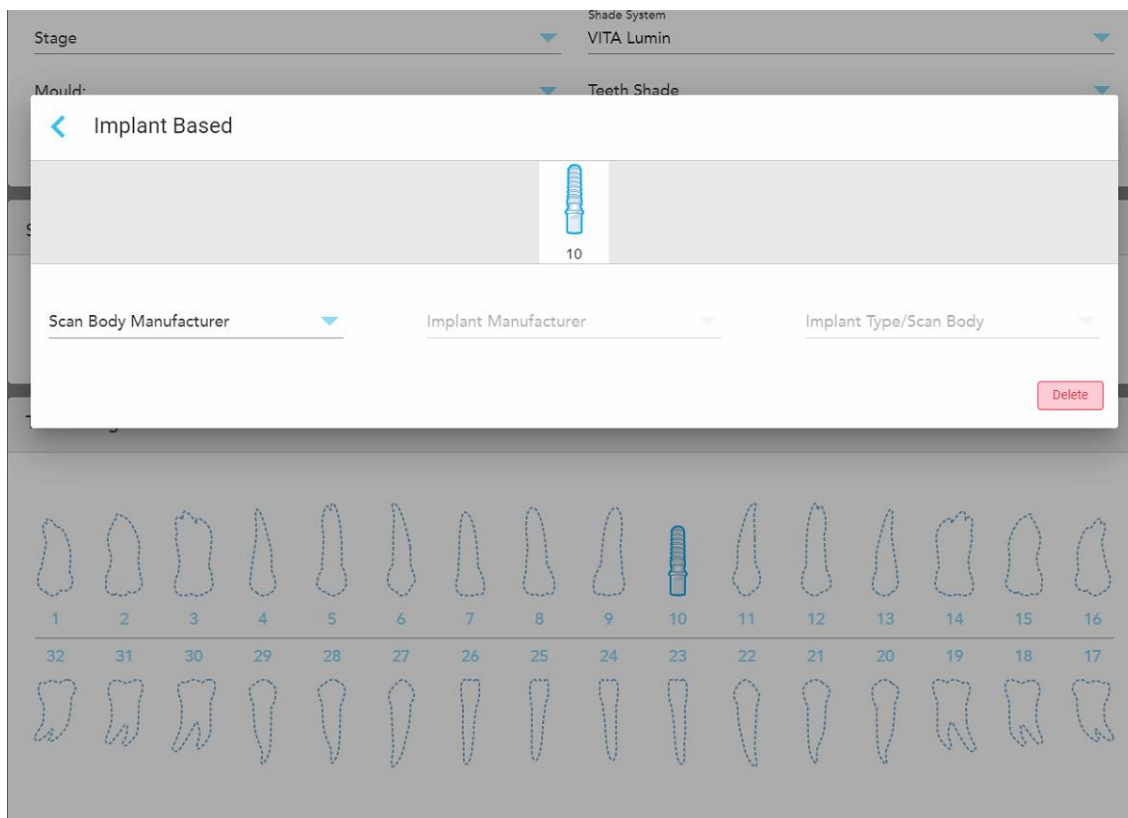 Shade System
Stage VITA Lumin
Mould: Teeth Shade
Implant Based
10
Scan Body Manufacturer Implant Manufacturer Implant Type/Scan Body
Delete
1 2 3 4 5 6 7 8 9 10 11 12 13 14 15 16
32 31 30 29 28 27 26 25 24 23 22 21 20 19 18 17